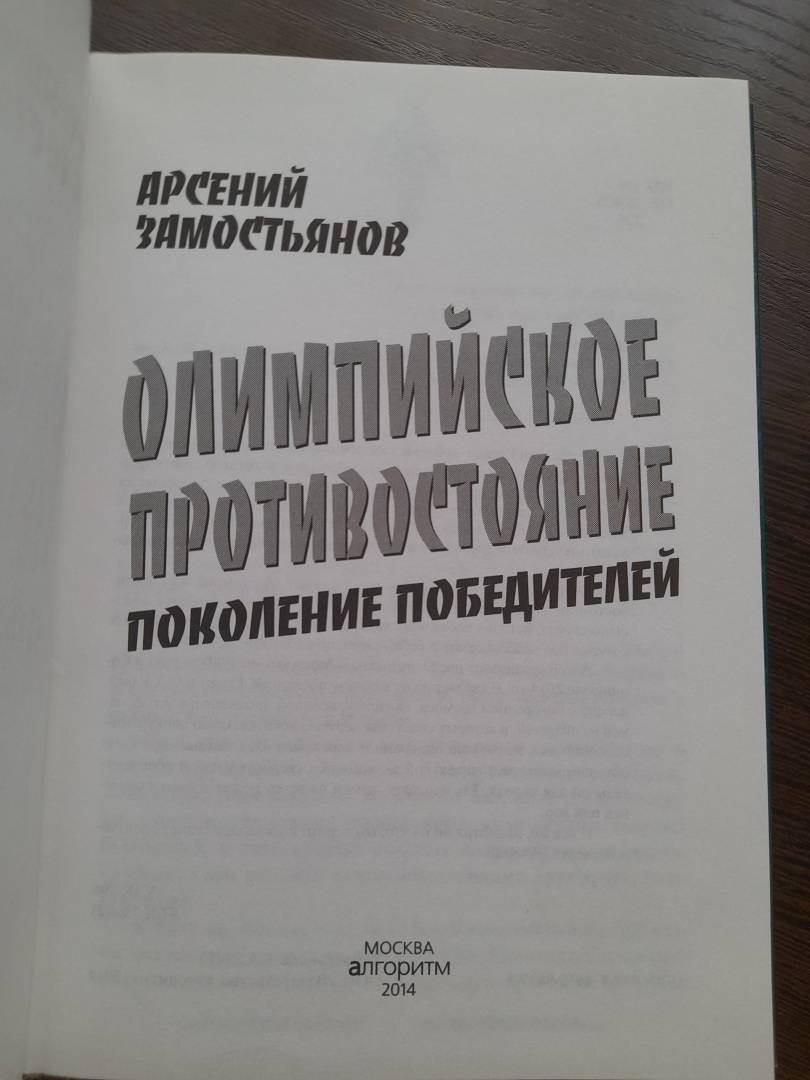 АРСЕНИЙ
ЗАМОСТЬЯНОВ
ОЛИМПИЙСКОЕ
ПРОТИВОСТОЯНИЕ
ПОКОЛЕНИЕ ПОБЕДИТЕЛЕЙ
МОСКВА
алгоритм
2014